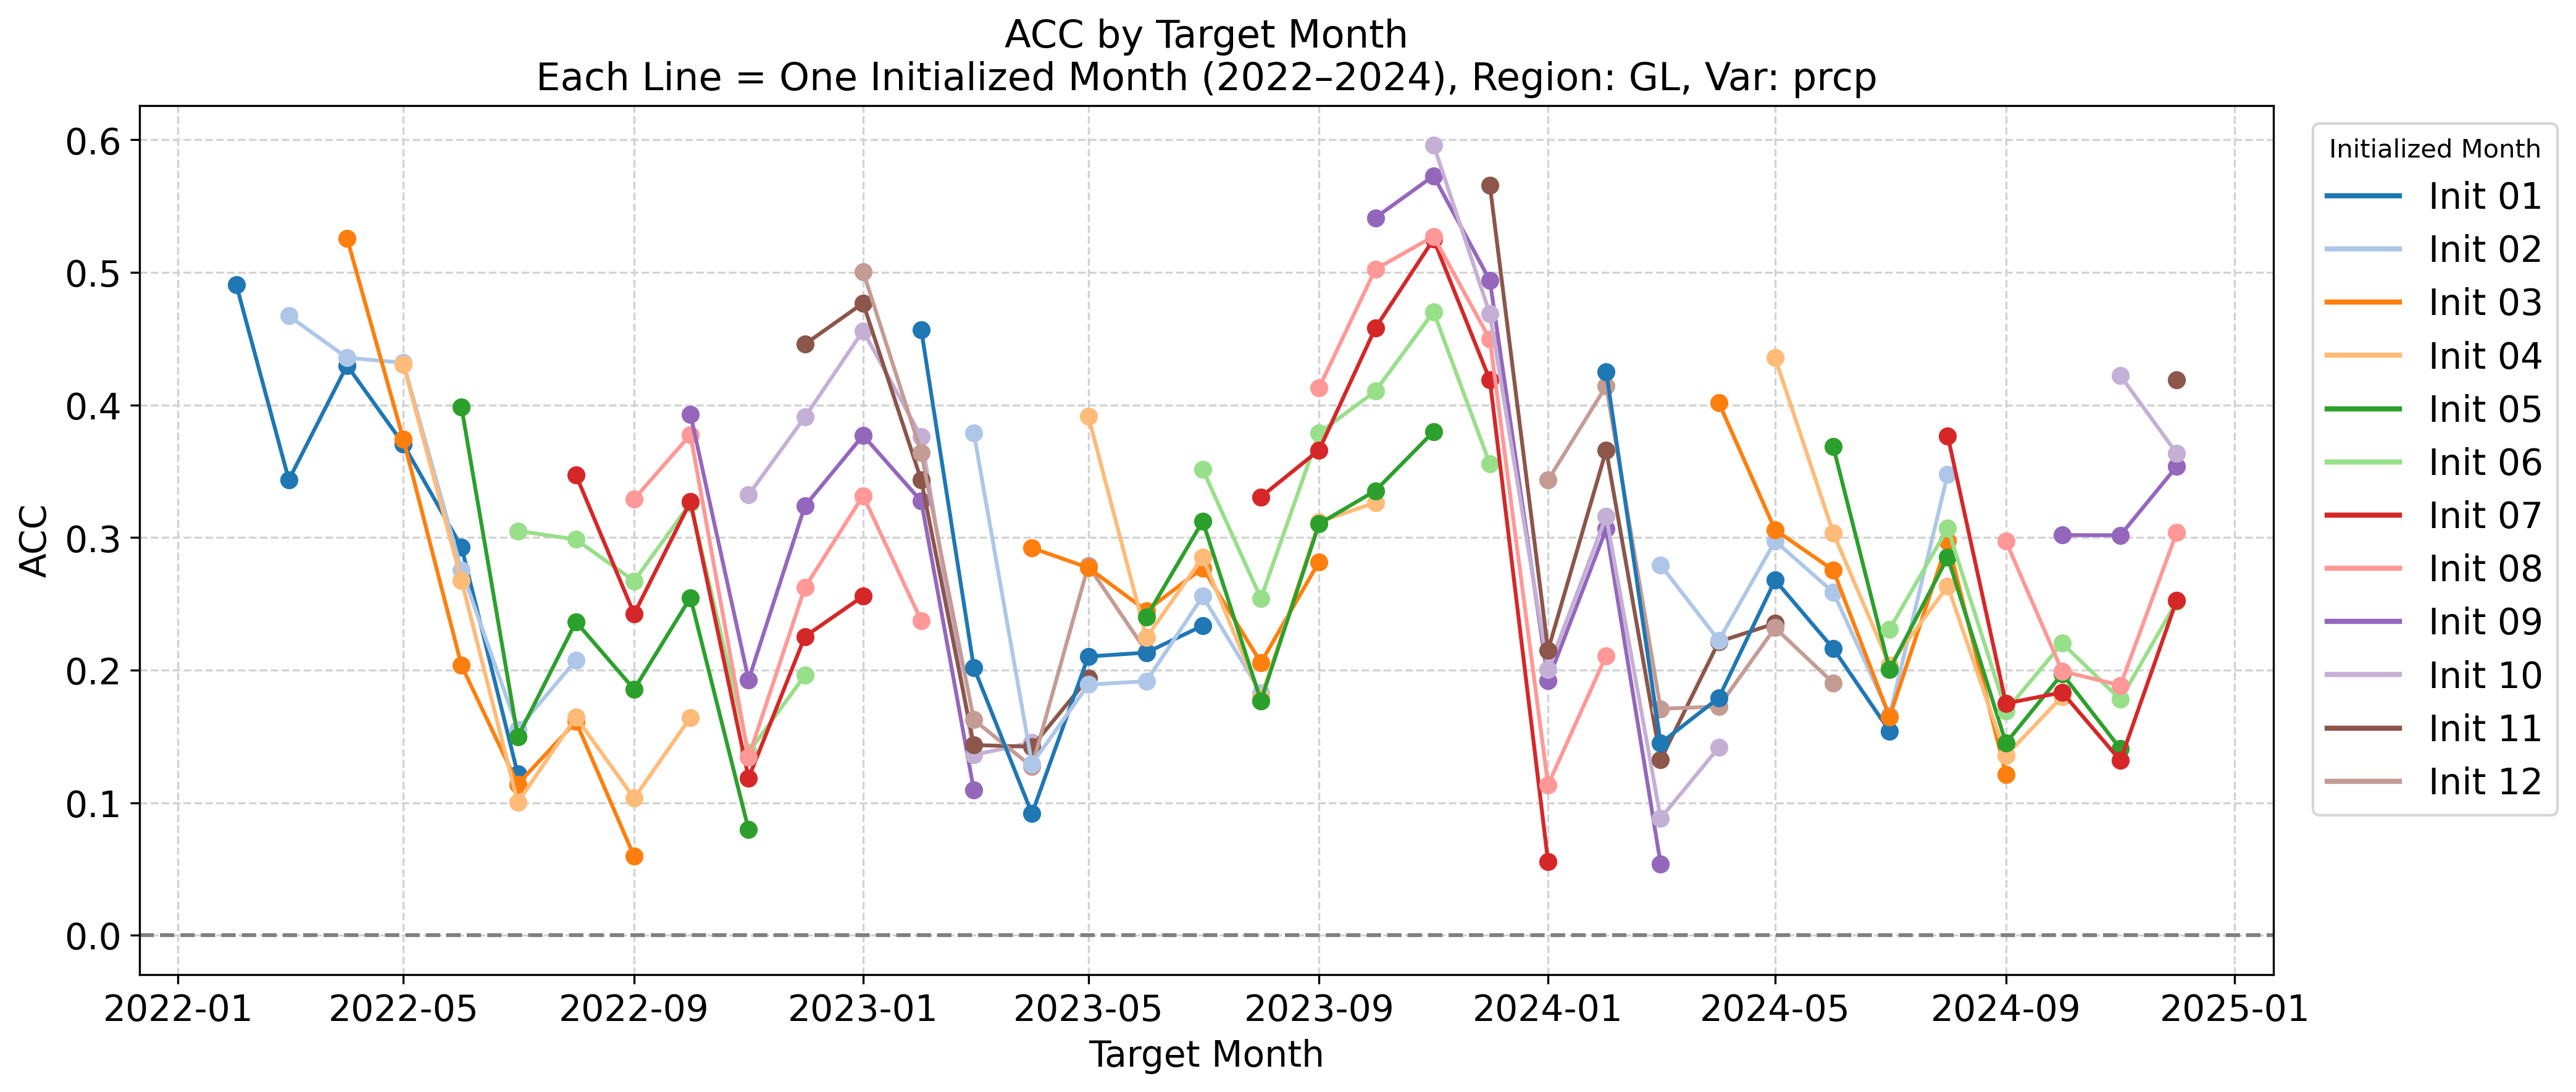 ACC by Target Month
Each Line = One Initialized Month (2022–2024), Region: GL, Var: prcp
ACC
0.6
0.5
0.4
0.3
0.2
0.1
0.0
2022-01
2022-05
2022-09
2023-01
2023-05
2023-09
2024-01
2024-05
2024-09
2025-01
Target Month
Initialized Month
Init 01
Init 02
Init 03
Init 04
Init 05
Init 06
Init 07
Init 08
Init 09
Init 10
Init 11
Init 12